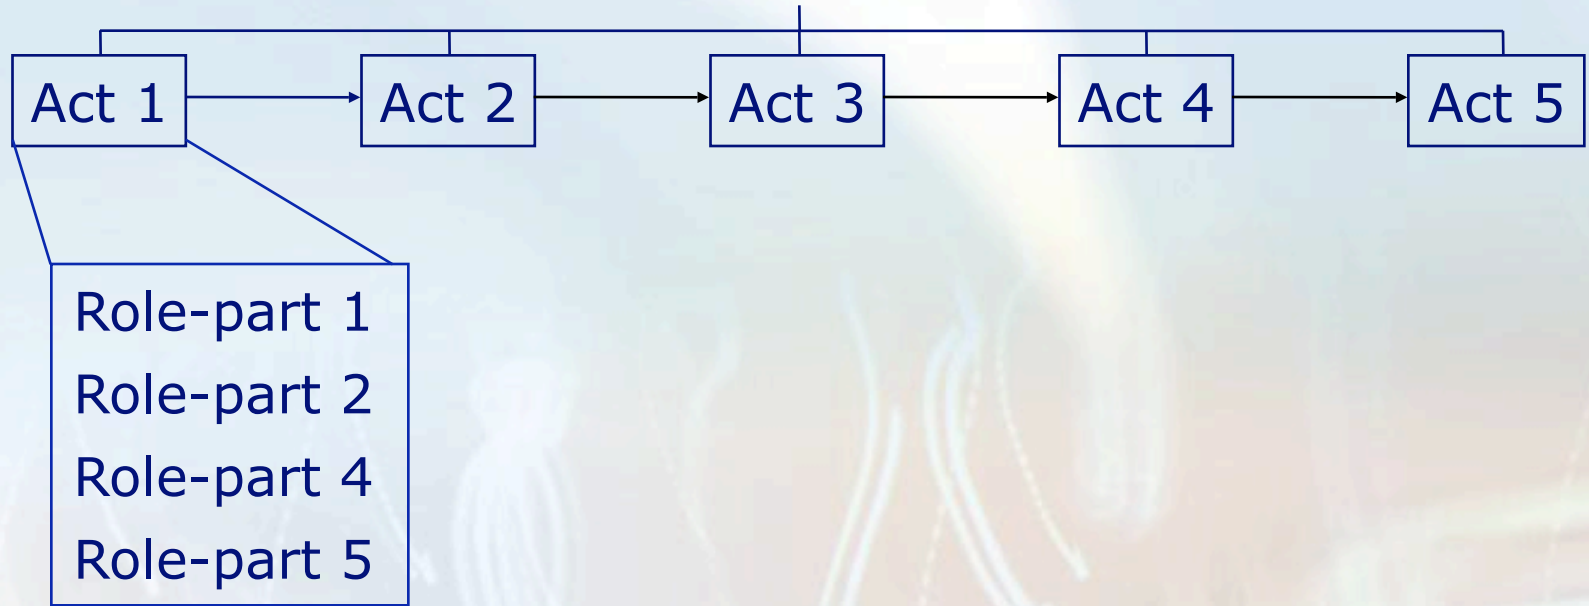 Act 1
Act 2
Act 3
Act 4
Act 5
Role-part 1
Role-part 2
Role-part 4
Role-part 5